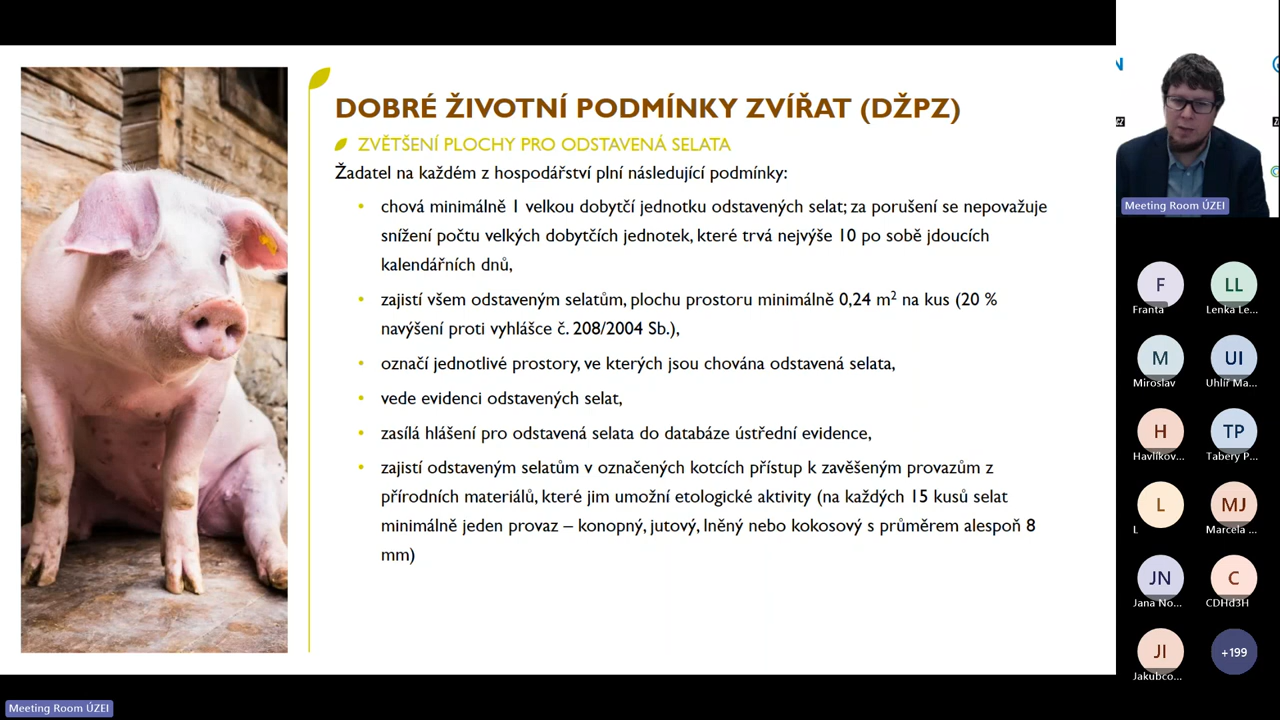 DOBRÉ ŽIVOTNÍ PODMÍNKY ZVÍŘAT (DŽPZ)
ZVĚTŠENÍ PLOCHY PRO ODSTAVENÁ SELATA
Žadatel na každém z hospodářství plní následující podmínky:
• chová minimálně 1 velkou dobytčí jednotku odstavených selat; za porušení se nepovažuje
snížení počtu velkých dobytčích jednotek, které trvá nejvýše 10 po sobě jdoucích
kalendářních dnů,
• zajistí všem odstaveným selatům, plochu prostoru minimálně 0,24 m² na kus (20 %
navýšení proti vyhlášce č. 208/2004 Sb.),
• označí jednotlivé prostory, ve kterých jsou chována odstavená selata,
• vede evidenci odstavených selat,
• zasílá hlášení pro odstavená selata do databáze ústřední evidence,
• zajistí odstaveným selatům v označených kotcích přístup k zavěšeným provazům z
přírodních materiálů, které jim umožní etologické aktivity (na každých 15 kusů selat
minimálně jeden provaz – konopný, jutový, lněný nebo kokosový s průměrem alespoň 8
mm)
Meeting Room ÚZEI
N
Meeting Room ÚZEI
F
Franta
LL
Lenka Le...
M
Miroslav
UI
Uhlíř Ma...
H
Havlíkov...
TP
Tabery P...
L
L
MJ
Marcela ...
JN
Jana No...
C
CDHd3H
JI
Jakubco...
+199